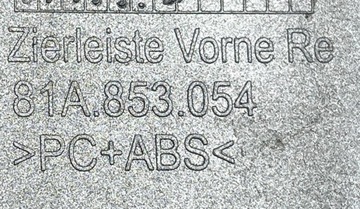 Zierleiste Vorne Re
81A.853.054
>PC+ABS<